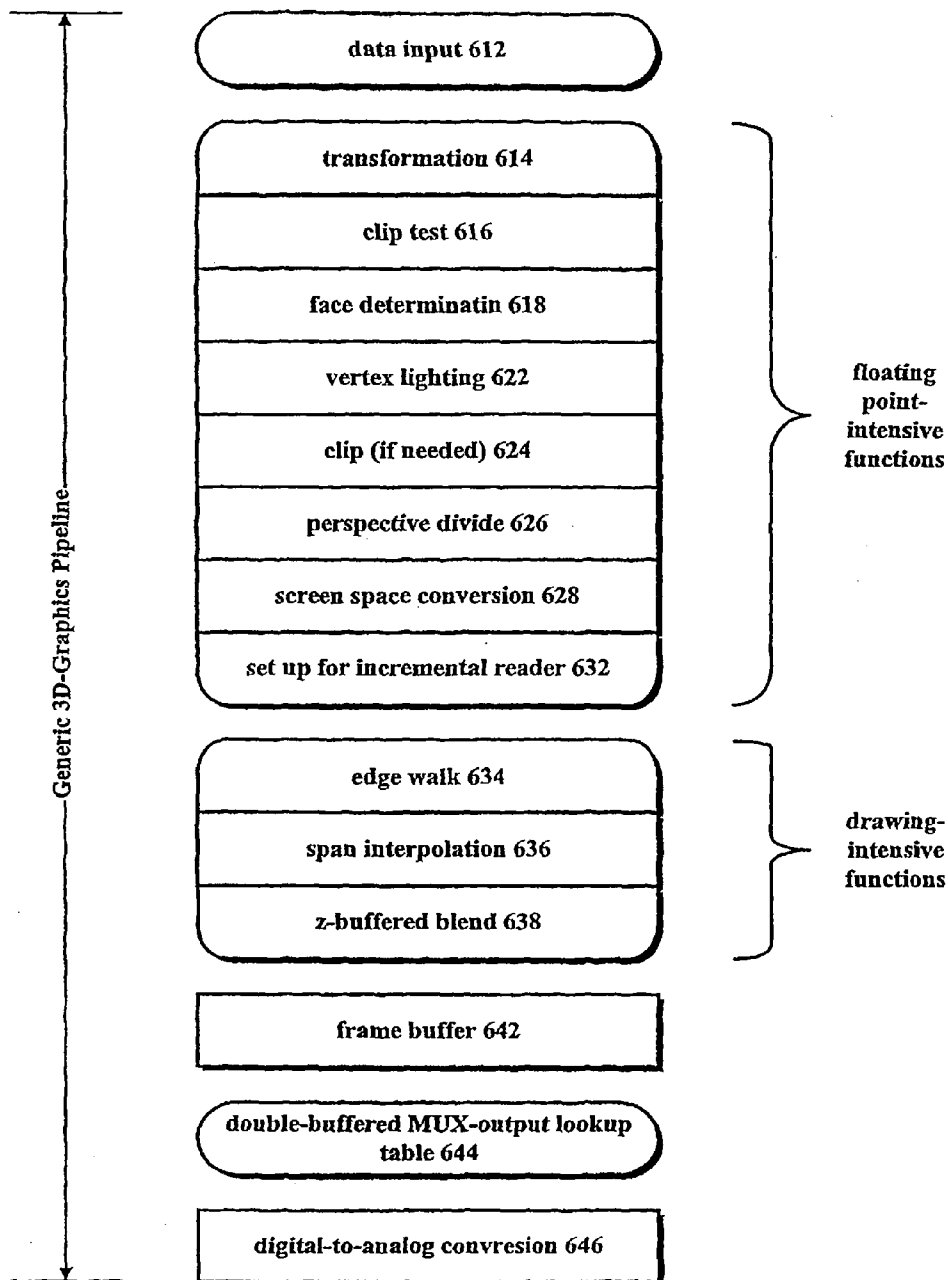 data input 612
transformation 614
clip test 616
face determinatin 618
vertex lighting 622
clip (if needed) 624
perspective divide 626
screen space conversion 628
set up for incremental reader 632
floating
point-
intensive
functions
Generic 3D-Graphics Pipeline
edge walk 634
span interpolation 636
z-buffered blend 638
drawing-
intensive
functions
frame buffer 642
double-buffered MUX-output lookup
table 644
digital-to-analog convresion 646